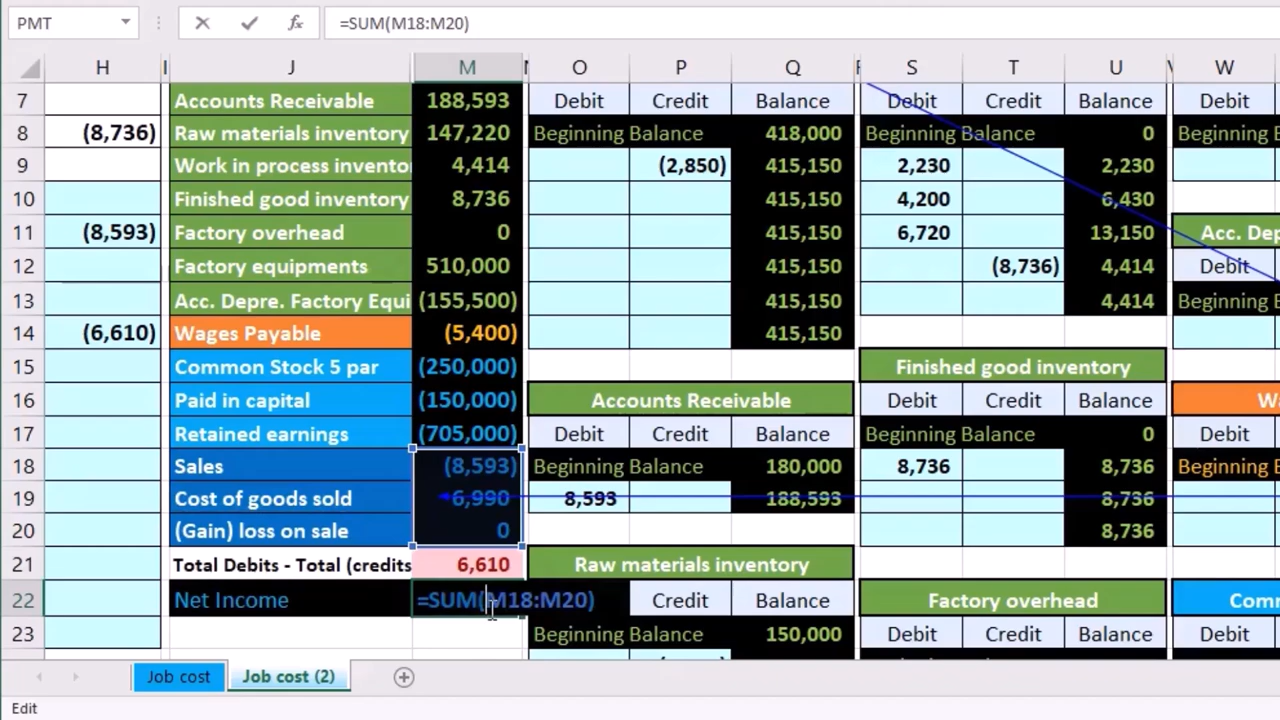 PMT =SUM(M18:M20)
H I J M O P Q S T U W
7 Accounts Receivable 188,593 Debit Credit Balance Debit Credit Balance Debit
8 (8,736) Raw materials inventory 147,220 Beginning Balance 418,000 Beginning Balance 0 Beginning B
9 Work in process invento 4,414 (2,850) 415,150 2,230 2,230
10 Finished good inventory 8,736 415,150 4,200 6,430
11 (8,593) Factory overhead 0 415,150 6,720 13,150 Acc. Dep
12 Factory equipments 510,000 415,150 (8,736) 4,414 Debit
13 Acc. Depre. Factory Equi (155,500) 415,150 4,414 Beginning B
14 (6,610) Wages Payable (5,400) 415,150
15 Common Stock 5 par (250,000) Finished good inventory
16 Paid in capital (150,000) Accounts Receivable Debit Credit Balance Wa
17 Retained earnings (705,000) Debit Credit Balance Beginning Balance 0 Debit
18 Sales (8,593) Beginning Balance 180,000 8,736 8,736 Beginning B
19 Cost of goods sold 6,990 8,593 188,593 8,736
20 (Gain) loss on sale 0 8,736
21 Total Debits - Total (credits 6,610 Raw materials inventory
22 Net Income =SUM(M18:M20) Credit Balance Factory overhead Comm
23 Beginning Balance 150,000 Debit Credit Balance Debit
Job cost Job cost (2)
Edit